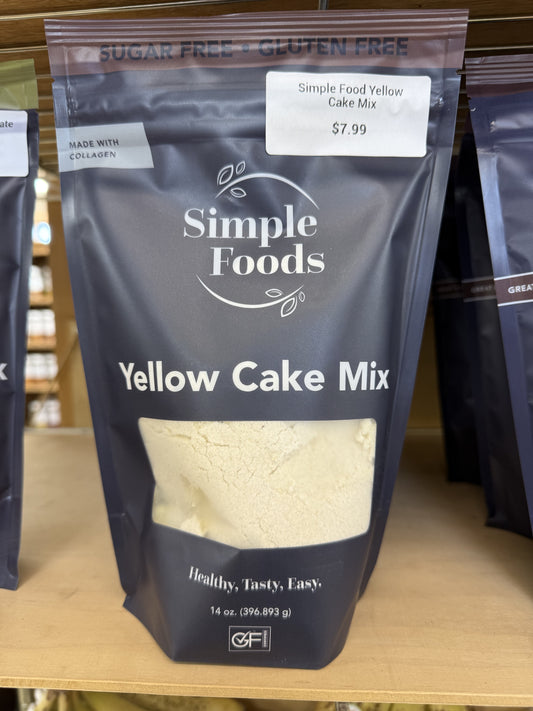 SUGAR FREE • GLUTEN FREE
Simple Food Yellow
Cake Mix
$7.99
ate
MADE WITH
COLLAGEN
Simple
Foods
GREAT
Yellow Cake Mix
Healthy, Tasty, Easy.
14 oz. (396.893 g)
GF